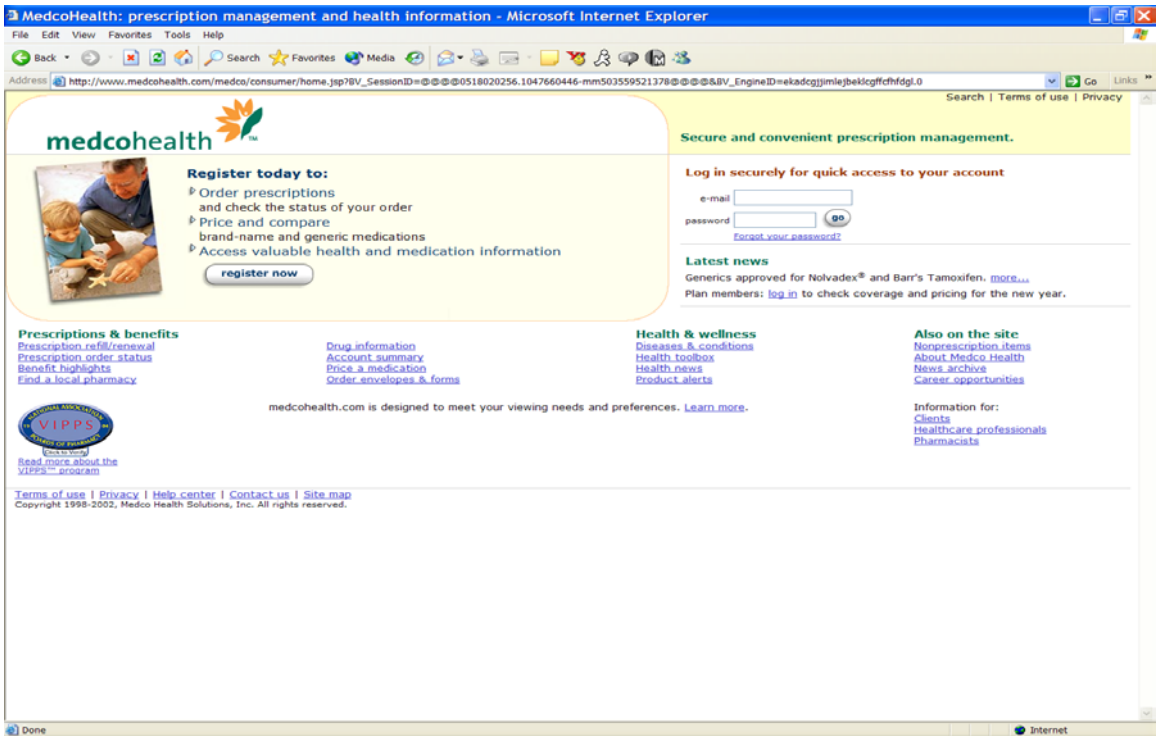 MedcoHealth: prescription management and health information - Microsoft Internet Explorer
File Edit View Favorites Tools Help
Back Search Favorites Media
Address http://www.medcohealth.com/medco/consumer/home.jsp?BV_SessionID=@@@@0518020256.1047660446-mm503559521378@@@@&BV_EngineID=ekadcgjjimlejbeklcgffcfhfdgl.0 Go Links »
Search | Terms of use | Privacy
medcohealth™
Secure and convenient prescription management.
Register today to:
Order prescriptions
and check the status of your order
Price and compare
brand-name and generic medications
Access valuable health and medication information
register now
Log in securely for quick access to your account
e-mail
password go
Forgot your password?
Latest news
Generics approved for Nolvadex® and Barr's Tamoxifen. more...
Plan members: log in to check coverage and pricing for the new year.
Prescriptions & benefits
Prescription refill/renewal
Prescription order status
Benefit highlights
Find a local pharmacy
Drug information
Account summary
Price a medication
Order envelopes & forms
Health & wellness
Diseases & conditions
Health toolbox
Health news
Product alerts
Also on the site
Nonprescription items
About Medco Health
News archive
Career opportunities
NATIONAL ASSOCIATION
VIPPS
BOARDS OF PHARMACY
Click to Verify
Read more about the
VIPPS™ program
medcohealth.com is designed to meet your viewing needs and preferences. Learn more.
Information for:
Clients
Healthcare professionals
Pharmacists
Terms of use | Privacy | Help center | Contact us | Site map
Copyright 1998-2002, Medco Health Solutions, Inc. All rights reserved.
Done Internet